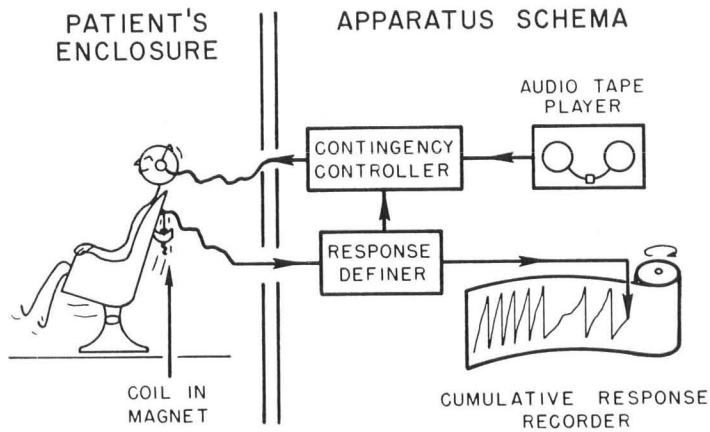 PATIENT'S
ENCLOSURE
APPARATUS SCHEMA
AUDIO TAPE
PLAYER
CONTINGENCY
CONTROLLER
RESPONSE
DEFINER
COIL IN
MAGNET
CUMULATIVE RESPONSE
RECORDER